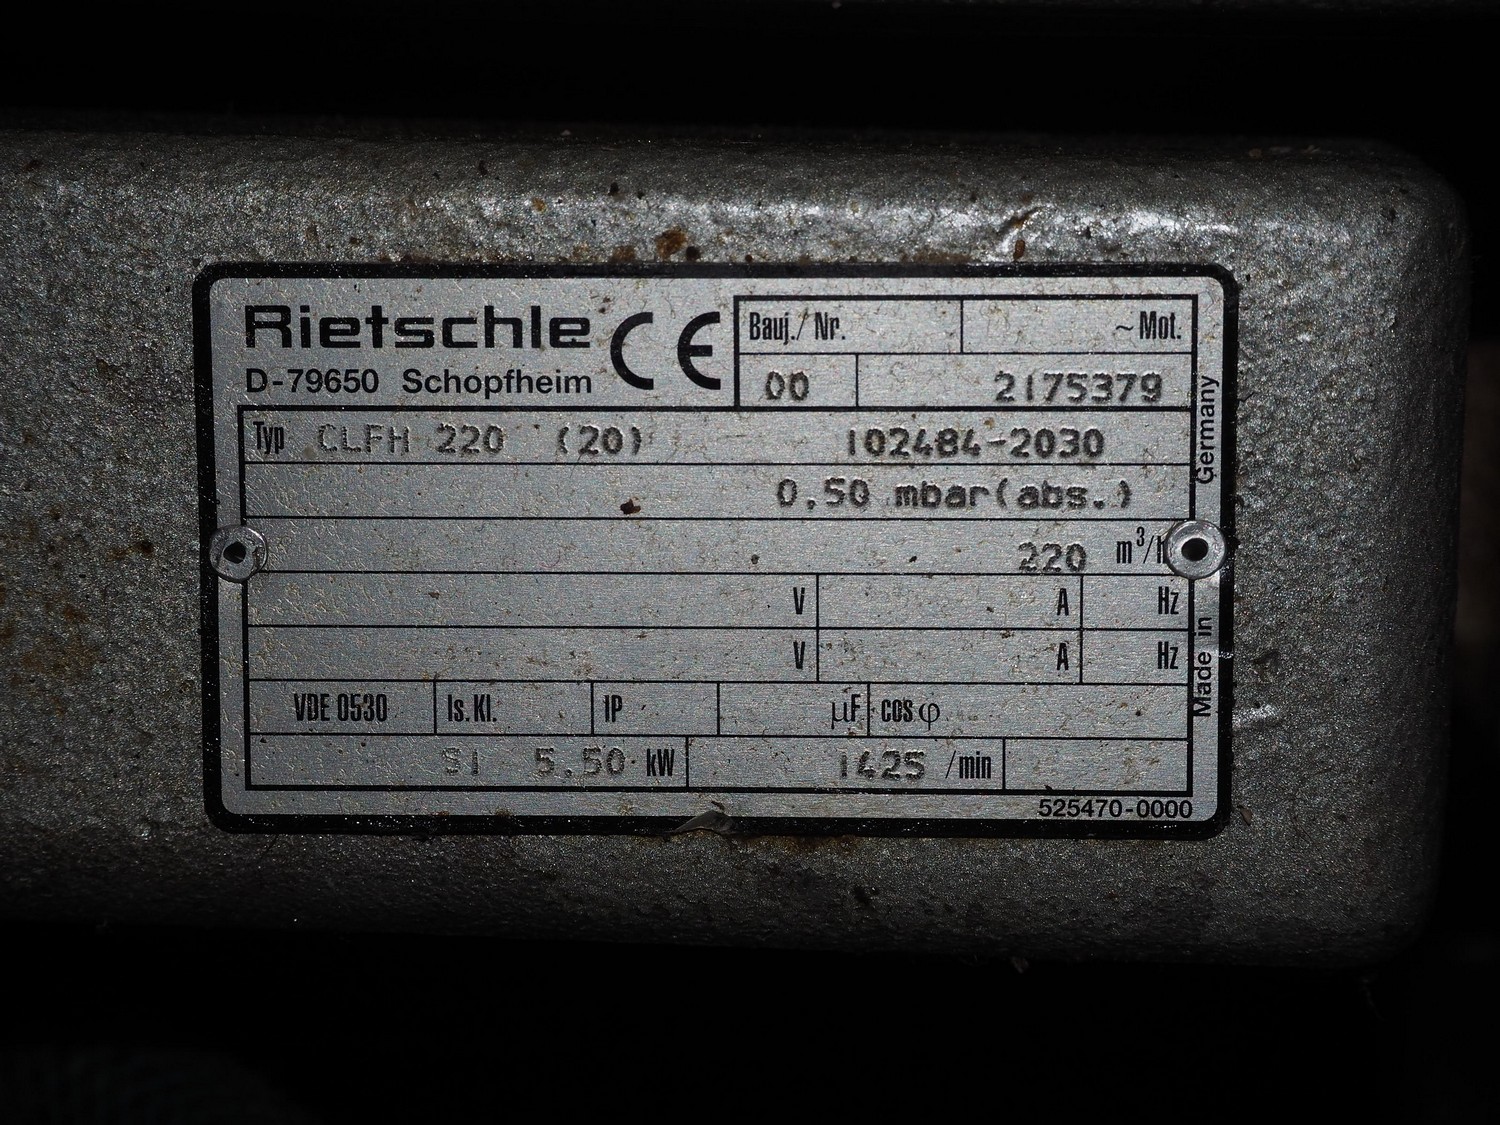 Rietschle CE
D-79650 Schopfheim
Bauj./ Nr. ~ Mot.
00 2175379
Typ CLFH 220 (20) 102484-2030
0,50 mbar(abs.)
220 m³/h
V A Hz
V A Hz
VDE 0530 Is. Kl. IP µF cos φ
S1 5.50 kW 1425 /min
525470-0000
Made in Germany